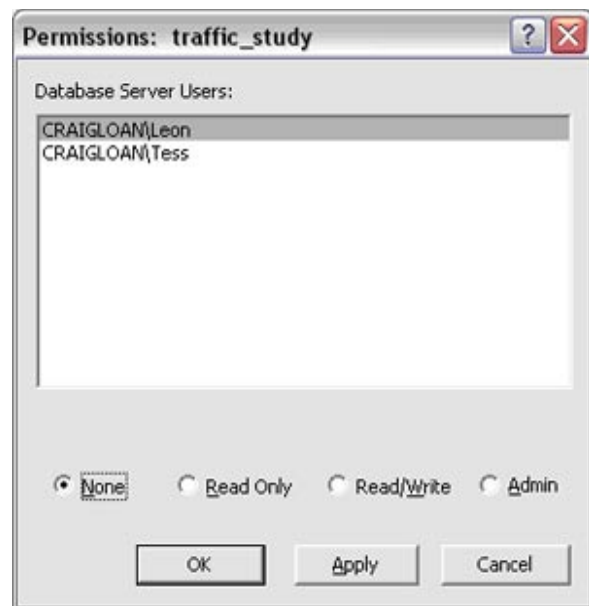 Permissions: traffic_study
Database Server Users:
CRAIGLOAN\Leon
CRAIGLOAN\Tess
None Read Only Read/Write Admin
OK Apply Cancel